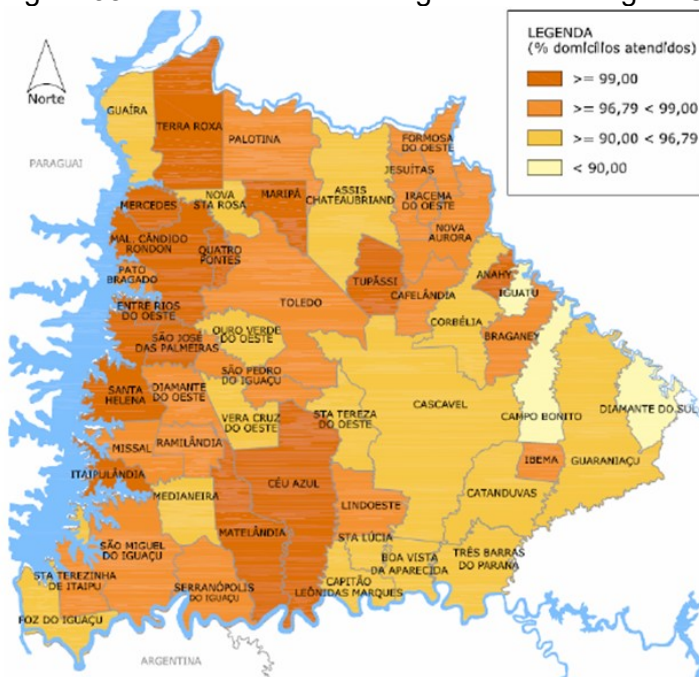 LEGENDA
(% domicílios atendidos)
>= 99,00
>= 96,79 < 99,00
>= 90,00 < 96,79
< 90,00
Norte
PARAGUAI
GUAÍRA
TERRA ROXA
PALOTINA
FORMOSA
DO OESTE
JESUÍTAS
MERCEDES
NOVA
STA ROSA
MARIPÁ
ASSIS
CHATEAUBRIAND
IRACEMA
DO OESTE
NOVA
AURORA
MAL. CÂNDIDO
RONDON
QUATRO
PONTES
PATO
BRAGADO
TUPÃSSI
CAFELÂNDIA
ANAHY
IGUATU
ENTRE RIOS
DO OESTE
TOLEDO
CORBÉLIA
BRAGANEY
SÃO JOSÉ
DAS PALMEIRAS
OURO VERDE
DO OESTE
SÃO PEDRO
DO IGUAÇU
SANTA
HELENA
DIAMANTE
DO OESTE
VERA CRUZ
DO OESTE
STA TEREZA
DO OESTE
CASCAVEL
CAMPO BONITO
DIAMANTE DO SUL
MISSAL
RAMILÂNDIA
IBEMA
GUARANIAÇU
ITAIPULÂNDIA
CÉU AZUL
MEDIANEIRA
CATANDUVAS
LINDOESTE
MATELÂNDIA
SÃO MIGUEL
DO IGUAÇU
STA LÚCIA
BOA VISTA
DA APARECIDA
TRÊS BARRAS
DO PARANÁ
STA TEREZINHA
DE ITAIPU
SERRANÓPOLIS
DO IGUAÇU
CAPITÃO
LEÔNIDAS MARQUES
FOZ DO IGUAÇU
ARGENTINA